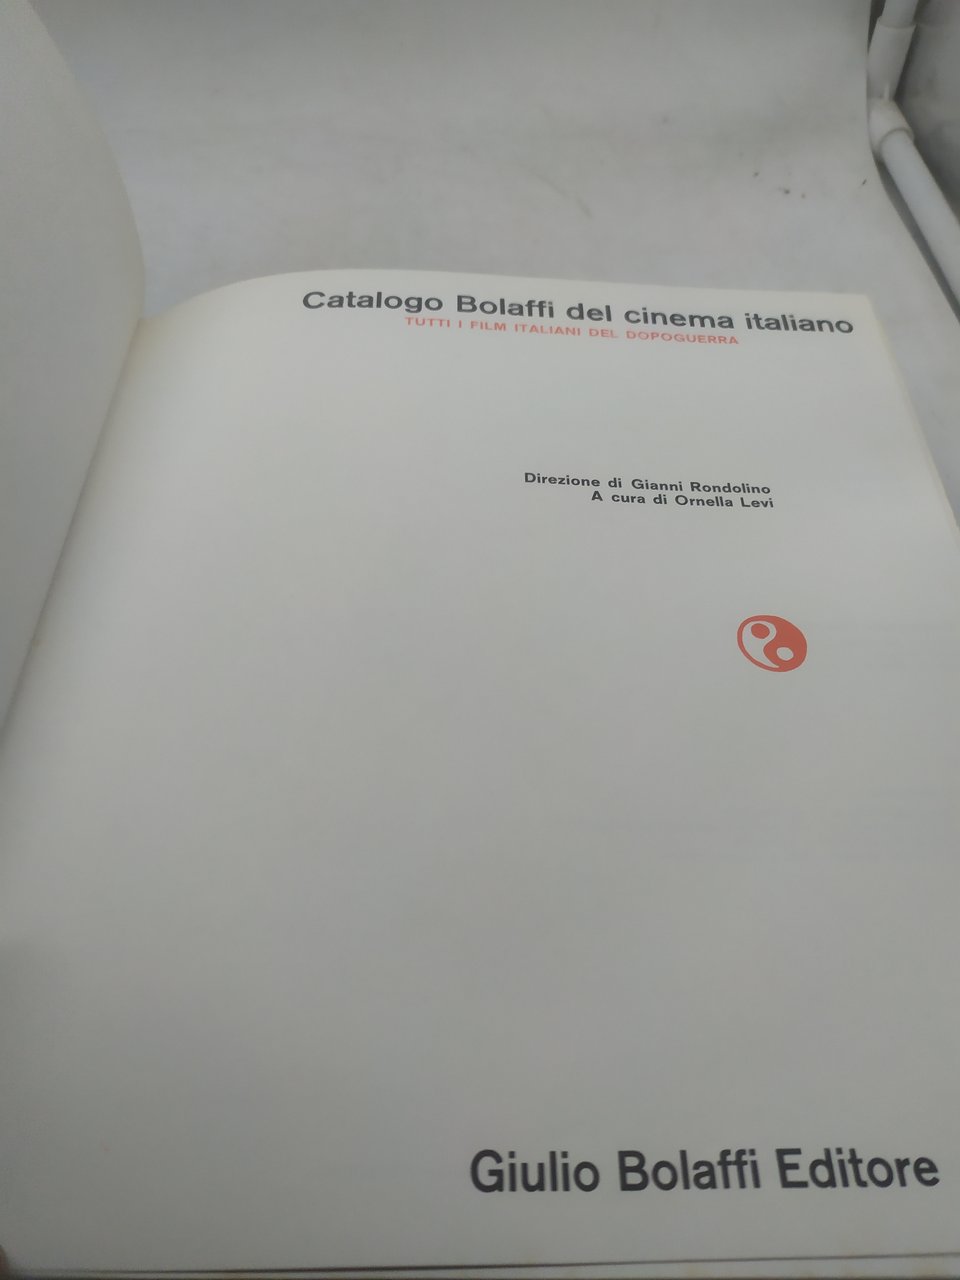 Catalogo Bolaffi del cinema italiano
TUTTI I FILM ITALIANI DEL DOPOGUERRA
Direzione di Gianni Rondolino
A cura di Ornella Levi
Giulio Bolaffi Editore